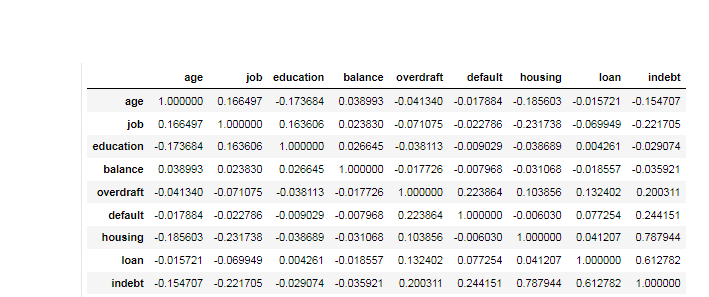 age job education balance overdraft default housing loan indebt
age 1.000000 0.166497 -0.173684 0.038993 -0.041340 -0.017884 -0.185603 -0.015721 -0.154707
job 0.166497 1.000000 0.163606 0.023830 -0.071075 -0.022786 -0.231738 -0.069949 -0.221705
education -0.173684 0.163606 1.000000 0.026645 -0.038113 -0.009029 -0.038689 0.004261 -0.029074
balance 0.038993 0.023830 0.026645 1.000000 -0.017726 -0.007968 -0.031068 -0.018557 -0.035921
overdraft -0.041340 -0.071075 -0.038113 -0.017726 1.000000 0.223864 0.103856 0.132402 0.200311
default -0.017884 -0.022786 -0.009029 -0.007968 0.223864 1.000000 -0.006030 0.077254 0.244151
housing -0.185603 -0.231738 -0.038689 -0.031068 0.103856 -0.006030 1.000000 0.041207 0.787944
loan -0.015721 -0.069949 0.004261 -0.018557 0.132402 0.077254 0.041207 1.000000 0.612782
indebt -0.154707 -0.221705 -0.029074 -0.035921 0.200311 0.244151 0.787944 0.612782 1.000000